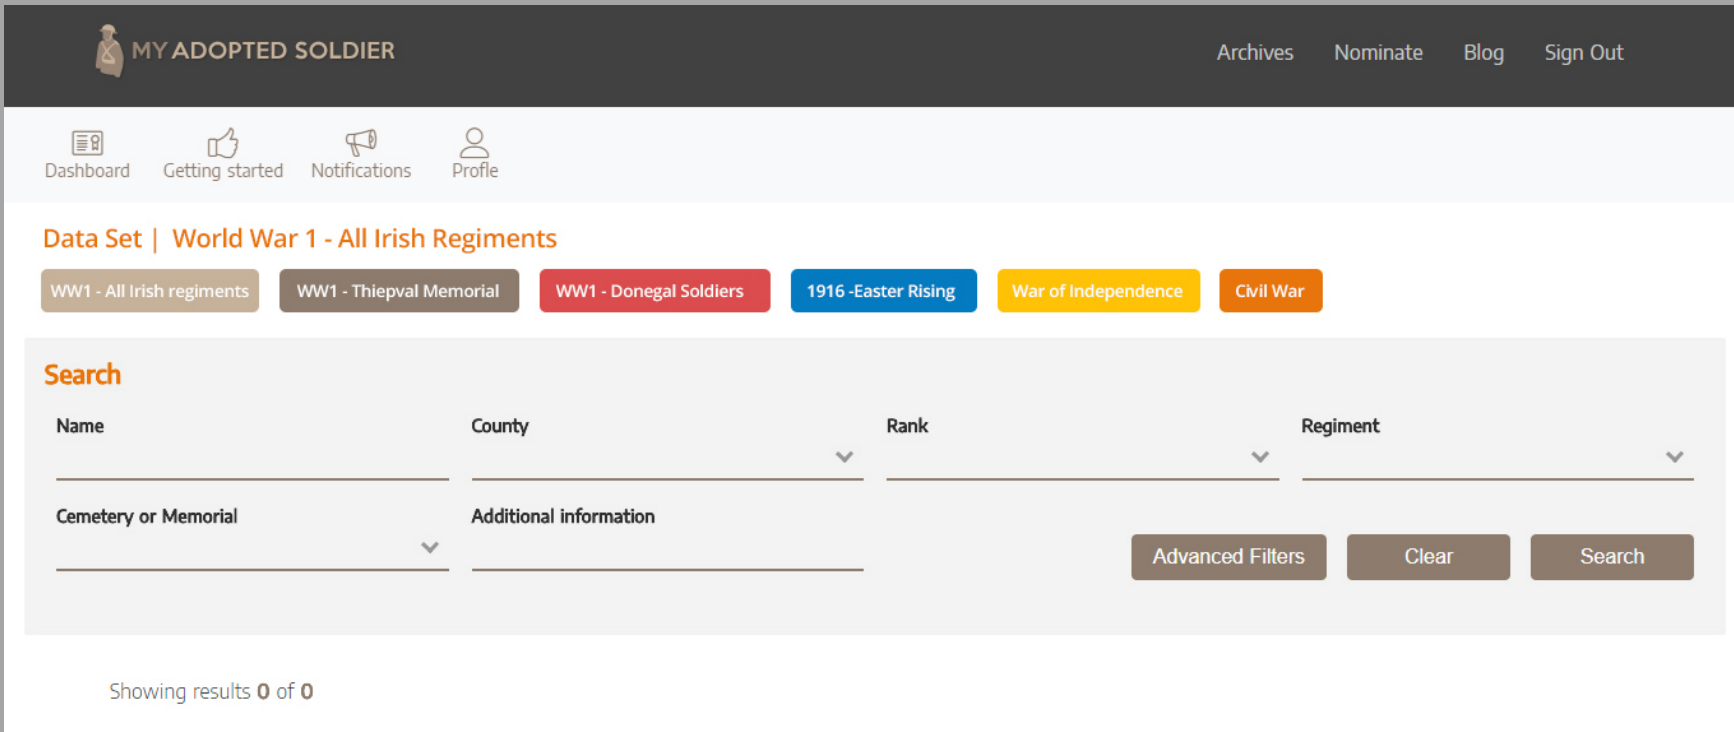 MY ADOPTED SOLDIER
Archives Nominate Blog Sign Out
Dashboard Getting started Notifications Profle
Data Set | World War 1 - All Irish Regiments
WW1 - All Irish regiments WW1 - Thiepval Memorial WW1 - Donegal Soldiers 1916 -Easter Rising War of Independence Civil War
Search
Name County Rank Regiment
Cemetery or Memorial Additional information
Advanced Filters Clear Search
Showing results 0 of 0